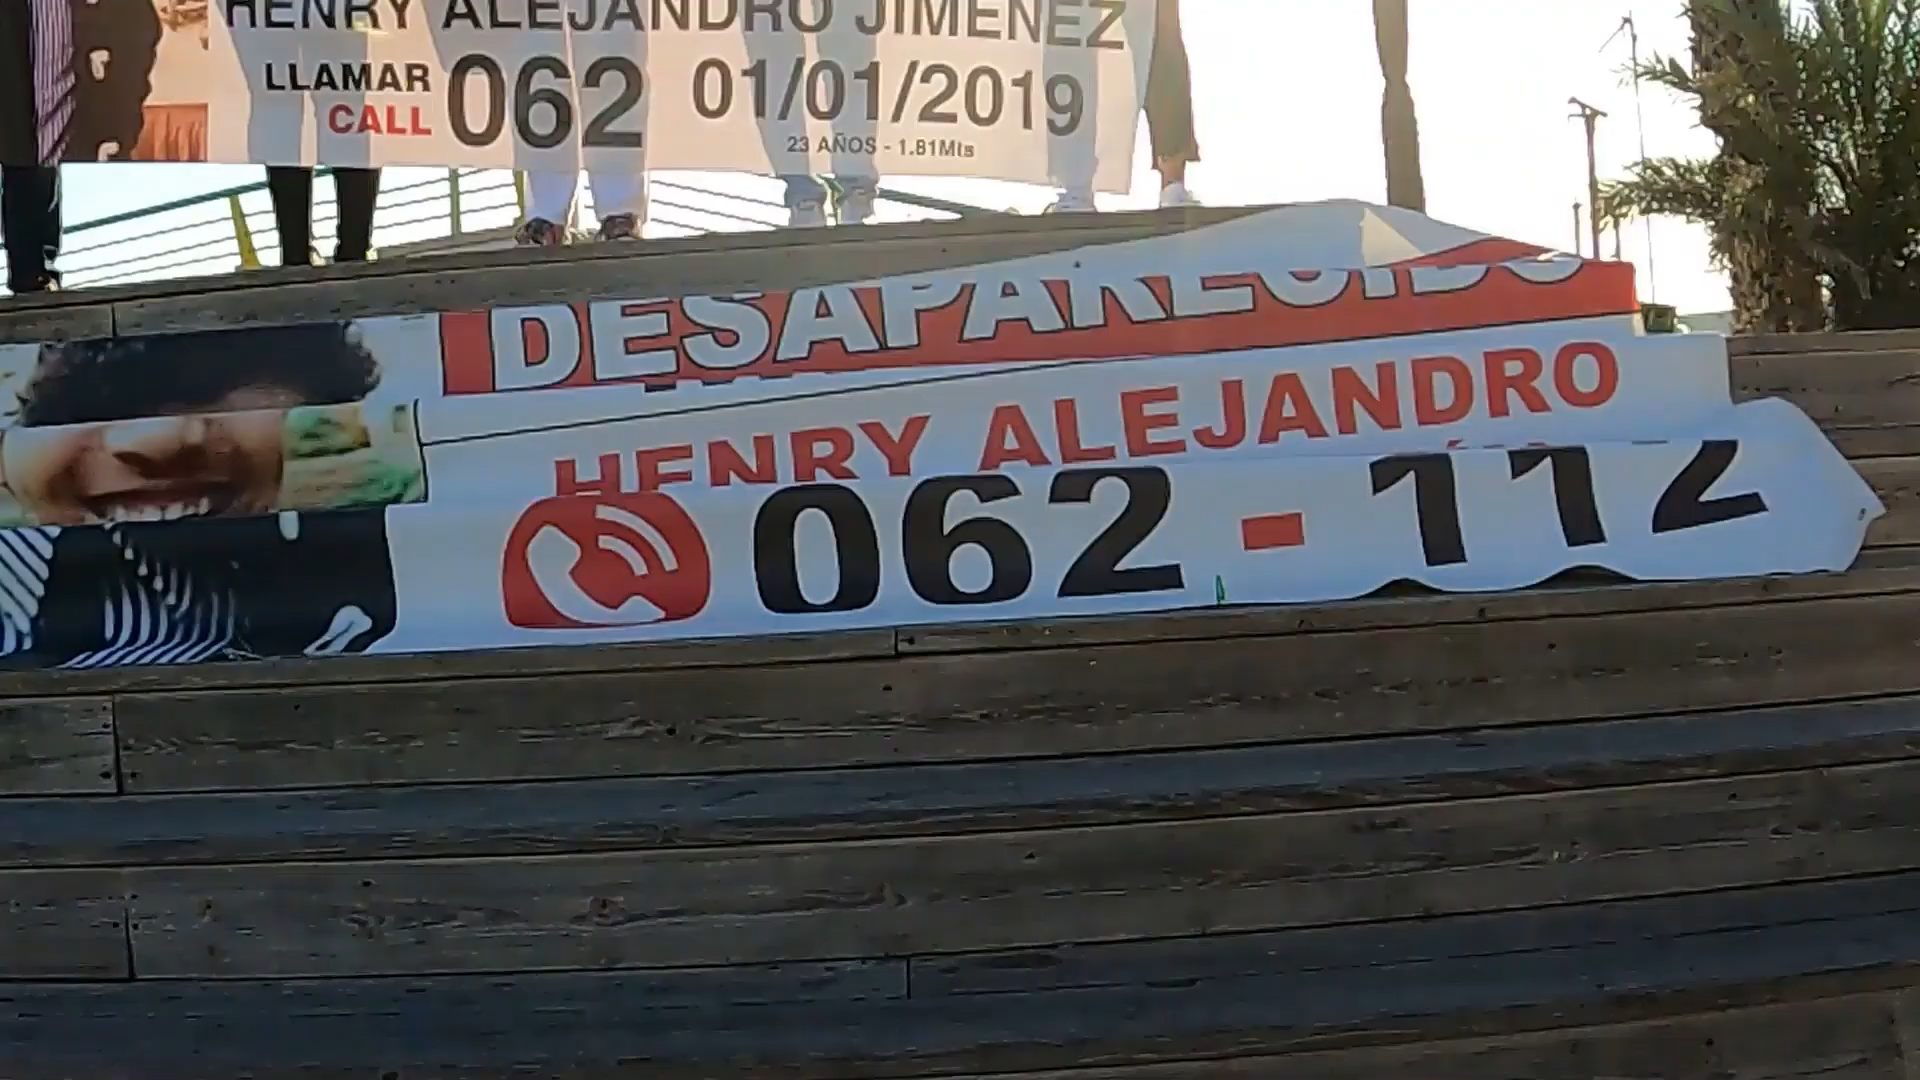 HENRY ALEJANDRO JIMENEZ
LLAMAR
CALL
062
01/01/2019
23 AÑOS - 1.81Mts
DESAPARECIDO
HENRY ALEJANDRO
062 - 112